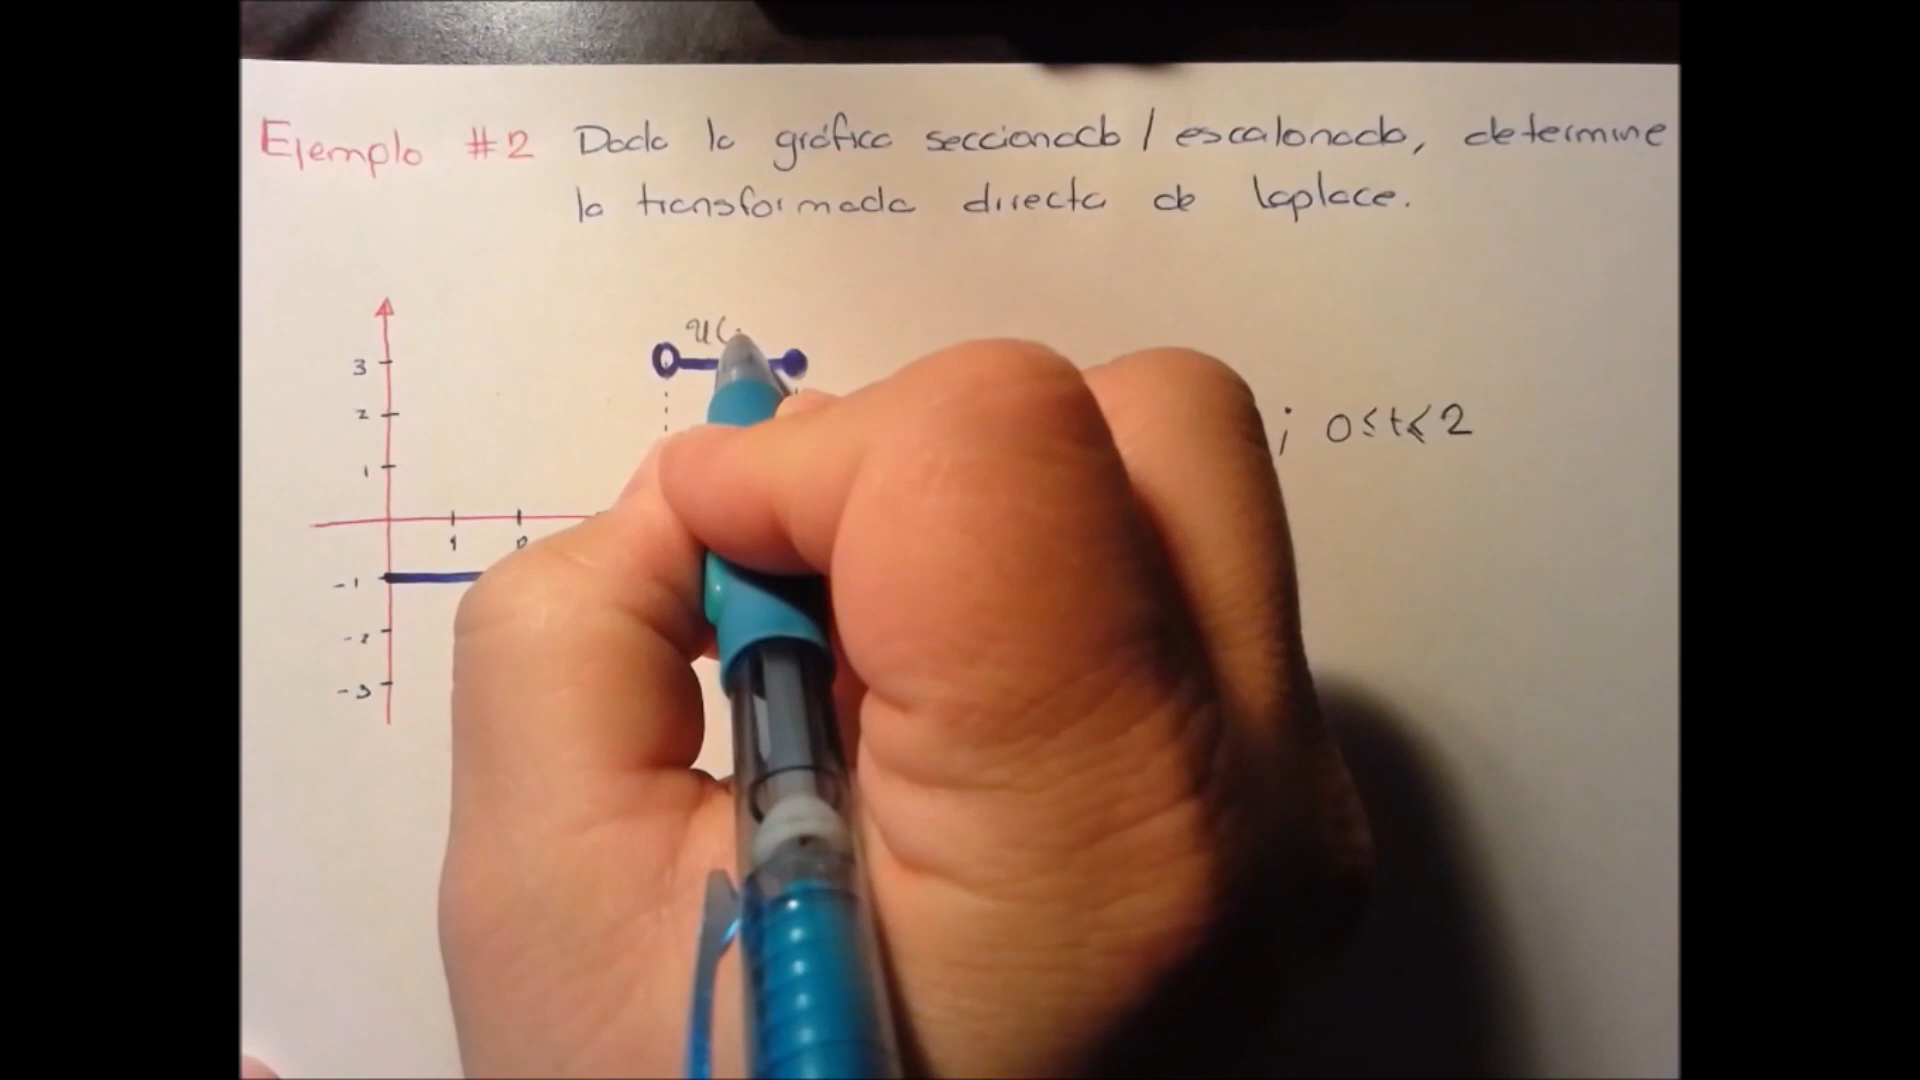 Ejemplo #2 Dada la gráfica seccionada / escalonada, determine
la transformada directa de laplace.
u(
3
2
; 0≤t≤2
1
1
-1
-2
-3